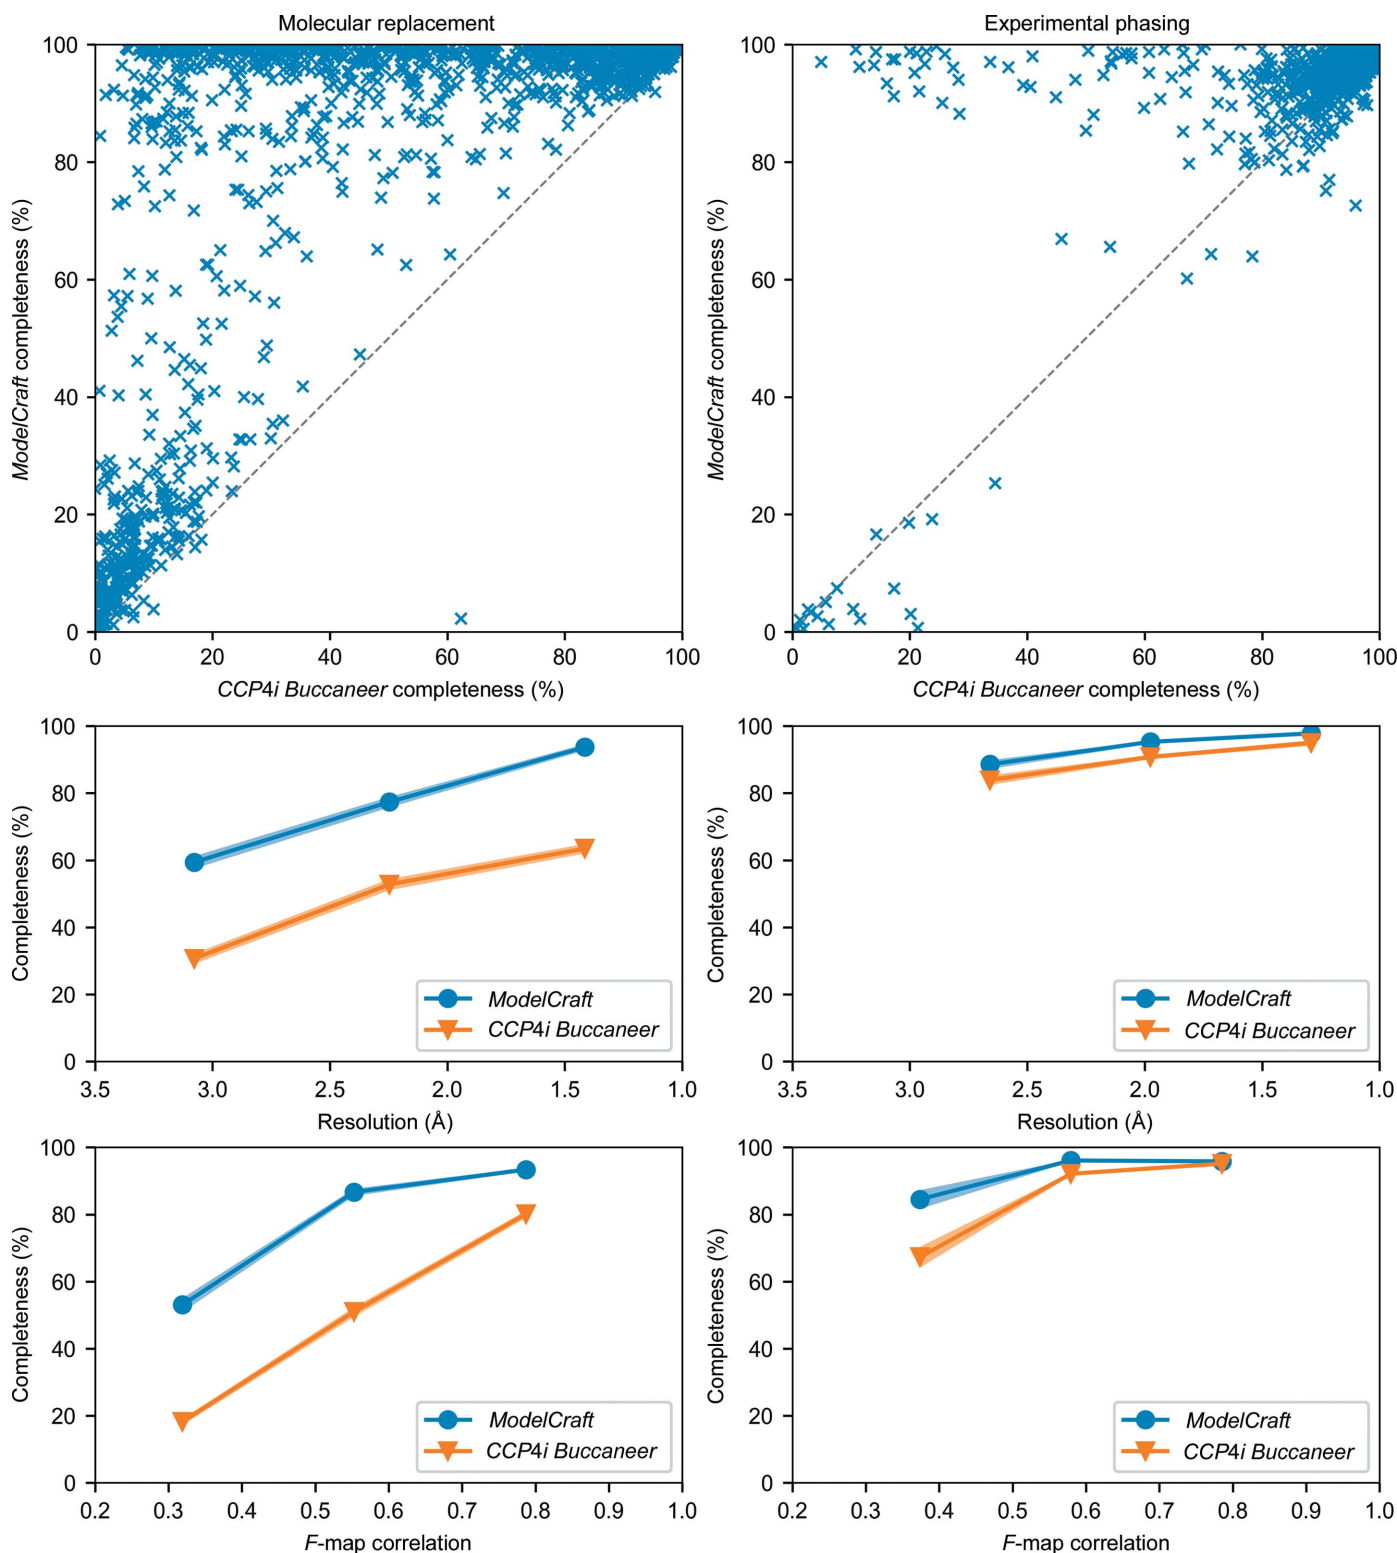 Molecular replacement
100
80
60
40
20
0
ModelCraft completeness (%)
0 20 40 60 80 100
CCP4i Buccaneer completeness (%)
Experimental phasing
100
80
60
40
20
0
ModelCraft completeness (%)
0 20 40 60 80 100
CCP4i Buccaneer completeness (%)
100
80
60
40
20
0
Completeness (%)
ModelCraft
CCP4i Buccaneer
3.5 3.0 2.5 2.0 1.5 1.0
Resolution (Å)
100
80
60
40
20
0
Completeness (%)
ModelCraft
CCP4i Buccaneer
3.5 3.0 2.5 2.0 1.5 1.0
Resolution (Å)
100
80
60
40
20
0
Completeness (%)
ModelCraft
CCP4i Buccaneer
0.2 0.3 0.4 0.5 0.6 0.7 0.8 0.9 1.0
F-map correlation
100
80
60
40
20
0
Completeness (%)
ModelCraft
CCP4i Buccaneer
0.2 0.3 0.4 0.5 0.6 0.7 0.8 0.9 1.0
F-map correlation